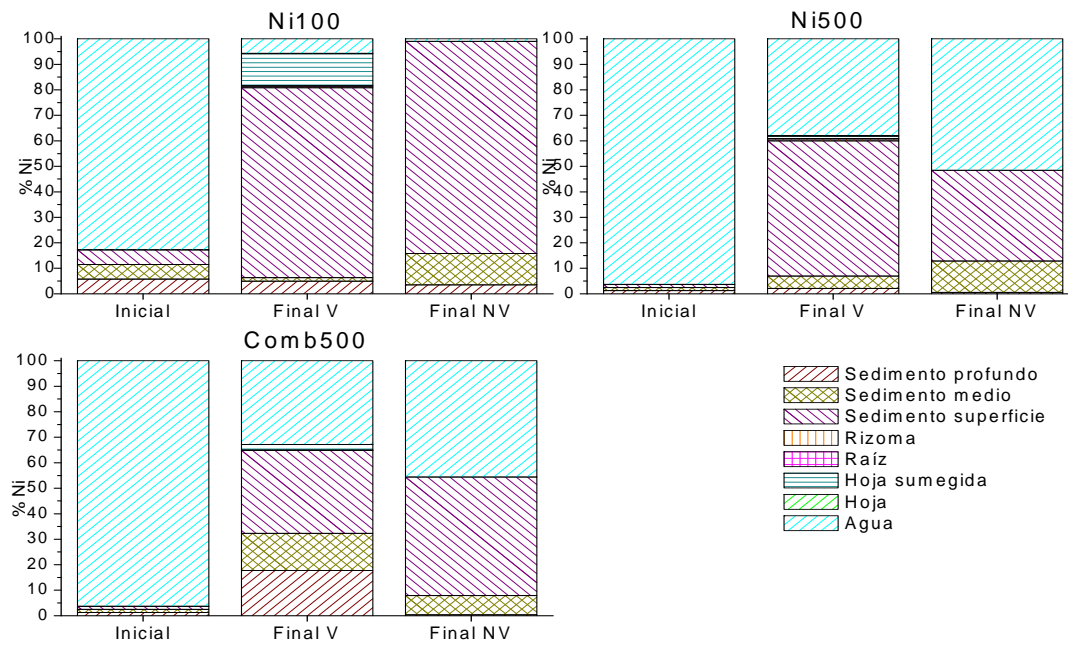 Ni100
100
90
80
70
60
50
40
30
20
10
0
% Ni
Inicial
Final V
Final NV
Ni500
100
90
80
70
60
50
40
30
20
10
0
% Ni
Inicial
Final V
Final NV
Comb500
100
90
80
70
60
50
40
30
20
10
0
% Ni
Inicial
Final V
Final NV
Sedimento profundo
Sedimento medio
Sedimento superficie
Rizoma
Raíz
Hoja sumegida
Hoja
Agua